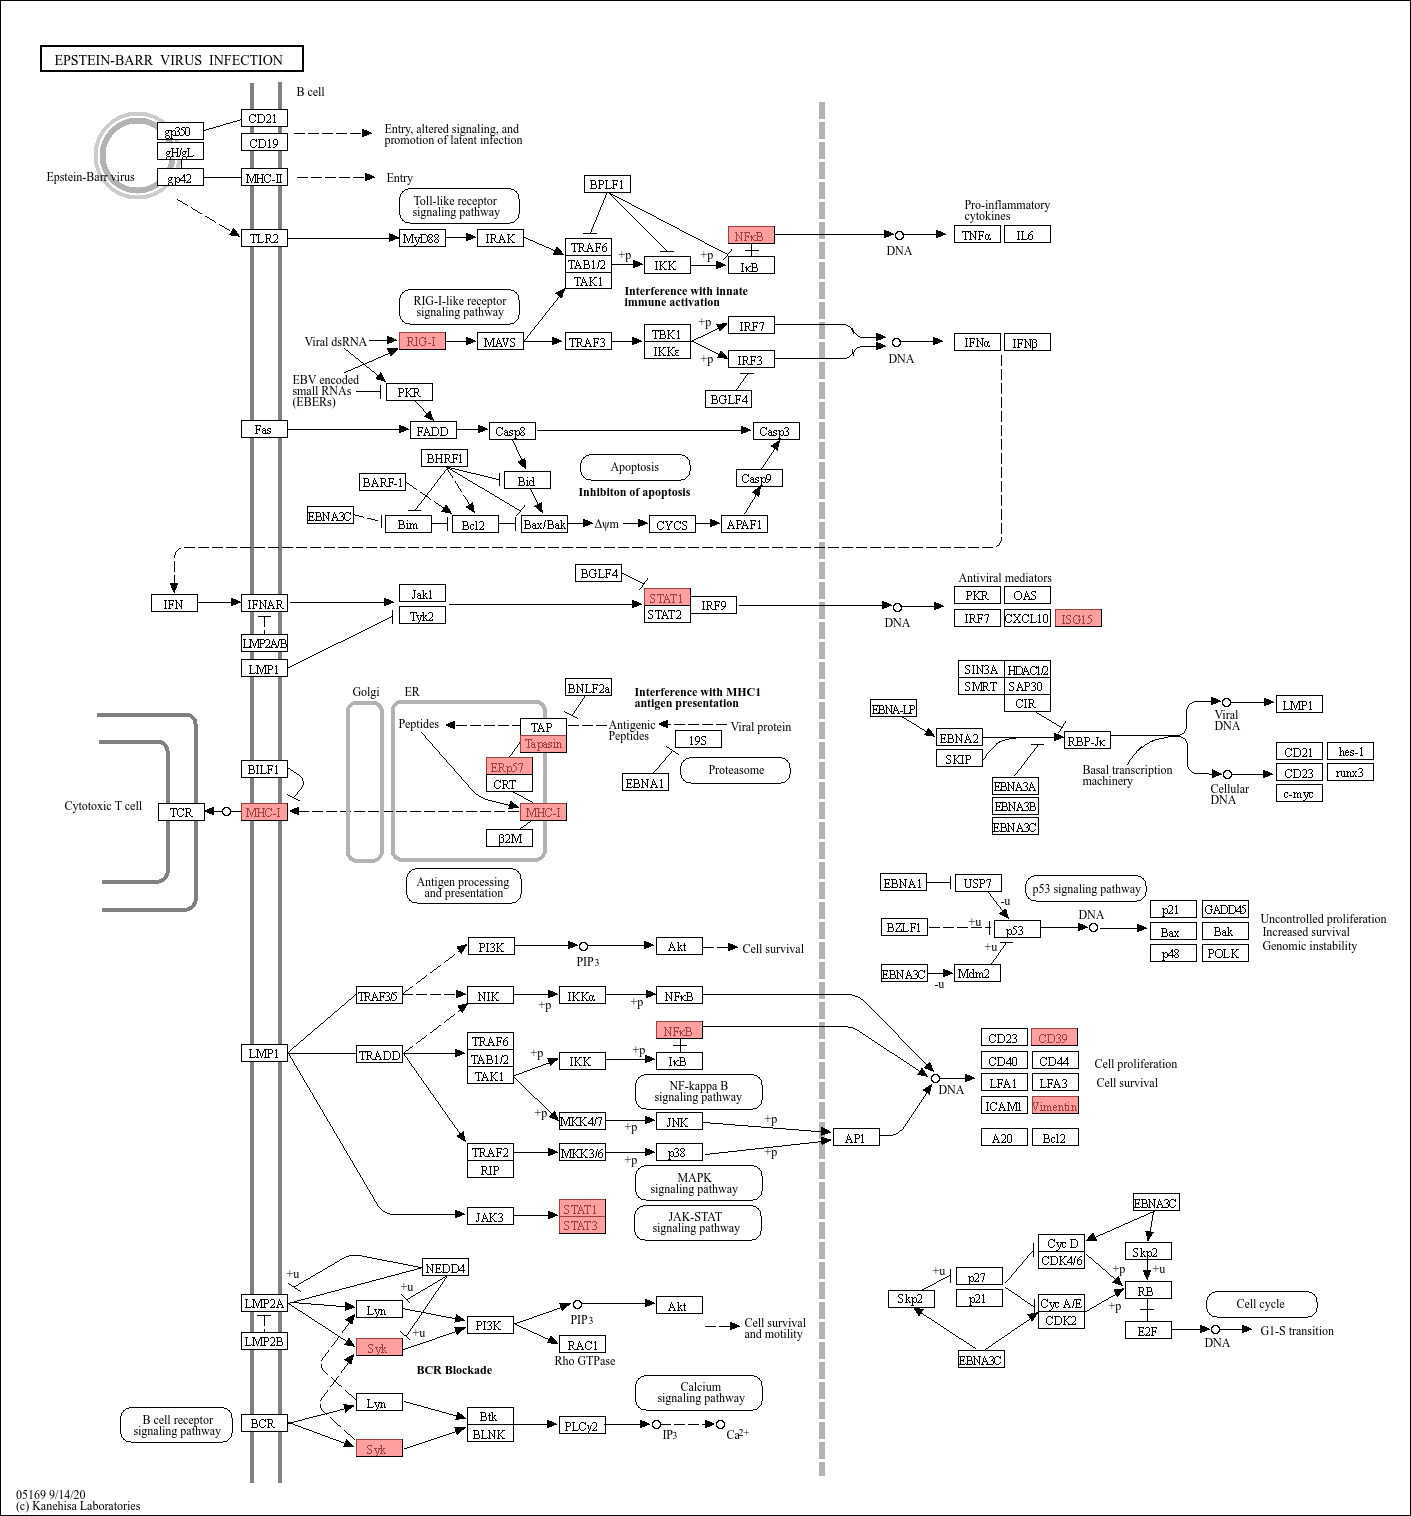 EPSTEIN-BARR VIRUS INFECTION
B cell
gp350
CD21
gH/gL
CD19
Entry, altered signaling, and
promotion of latent infection
Epstein-Barr virus
gp42
MHC-II
Entry
Toll-like receptor
signaling pathway
BPLF1
TLR2
MyD88
IRAK
TRAF6
TAB1/2
TAK1
+p
IKK
+p
NFκB
IκB
DNA
Pro-inflammatory
cytokines
TNFα
IL6
Interference with innate
immune activation
RIG-I-like receptor
signaling pathway
Viral dsRNA
RIG-I
MAVS
TRAF3
TBK1
IKKε
+p
+p
IRF7
IRF3
BGLF4
DNA
IFNα
IFNβ
EBV encoded
small RNAs
(EBERs)
PKR
Fas
FADD
Casp8
Casp3
BHRF1
Bid
Apoptosis
Casp9
BARF-1
Inhibiton of apoptosis
EBNA3C
Bim
Bcl2
Bax/Bak
Δψm
CYCS
APAF1
BGLF4
IFN
IFNAR
Jak1
Tyk2
STAT1
STAT2
IRF9
DNA
Antiviral mediators
PKR
OAS
IRF7
CXCL10
ISG15
LMP2A/B
LMP1
Golgi
ER
BNLF2a
Interference with MHC1
antigen presentation
Peptides
TAP
Tapasin
Antigenic
Peptides
Viral protein
19S
ERp57
CRT
EBNA1
Proteasome
BILF1
Cytotoxic T cell
TCR
MHC-I
MHC-I
β2M
Antigen processing
and presentation
SIN3A
HDAC1/2
SMRT
SAP30
CIR
EBNA-LP
EBNA2
SKIP
RBP-Jκ
EBNA3A
EBNA3B
EBNA3C
Basal transcription
machinery
Viral
DNA
LMP1
Cellular
DNA
CD21
hes-1
CD23
runx3
c-myc
EBNA1
USP7
p53 signaling pathway
-u
BZLF1
+u
p53
+u
DNA
EBNA3C
-u
Mdm2
p21
GADD45
Bax
Bak
p48
POLK
Uncontrolled proliferation
Increased survival
Genomic instability
PI3K
PIP3
Akt
Cell survival
TRAF3/5
NIK
+p
IKKα
+p
NFκB
LMP1
TRADD
TRAF6
TAB1/2
TAK1
+p
IKK
+p
NFκB
IκB
NF-kappa B
signaling pathway
+p
MKK4/7
+p
JNK
+p
TRAF2
RIP
MKK3/6
+p
p38
+p
AP1
MAPK
signaling pathway
JAK3
STAT1
STAT3
JAK-STAT
signaling pathway
DNA
CD23
CD39
CD40
CD44
LFA1
LFA3
ICAM1
Vimentin
A20
Bcl2
Cell proliferation
Cell survival
NEDD4
+u
+u
+u
LMP2A
LMP2B
Lyn
Syk
PI3K
PIP3
Akt
RAC1
Rho GTPase
Cell survival
and motility
BCR Blockade
B cell receptor
signaling pathway
BCR
Lyn
Syk
Btk
BLNK
PLCγ2
IP3
Ca2+
Calcium
signaling pathway
EBNA3C
Cyc D
CDK4/6
Skp2
+u
+p
+u
p27
p21
Skp2
Cyc A/E
CDK2
+p
RB
E2F
DNA
G1-S transition
Cell cycle
EBNA3C
05169 9/14/20
(c) Kanehisa Laboratories